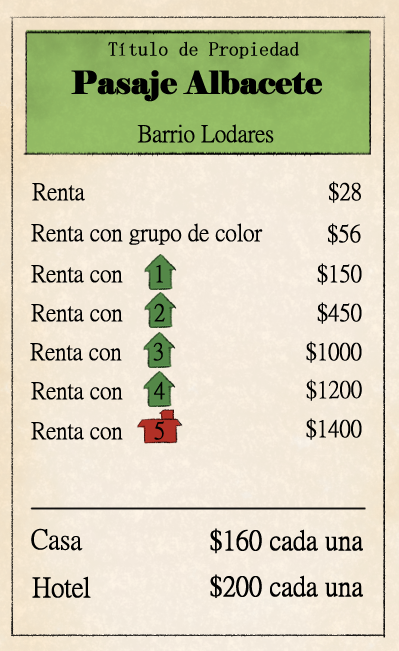 Título de Propiedad
Pasaje Albacete
Barrio Lodares
Renta $28
Renta con grupo de color $56
Renta con 1 $150
Renta con 2 $450
Renta con 3 $1000
Renta con 4 $1200
Renta con 5 $1400
Casa $160 cada una
Hotel $200 cada una